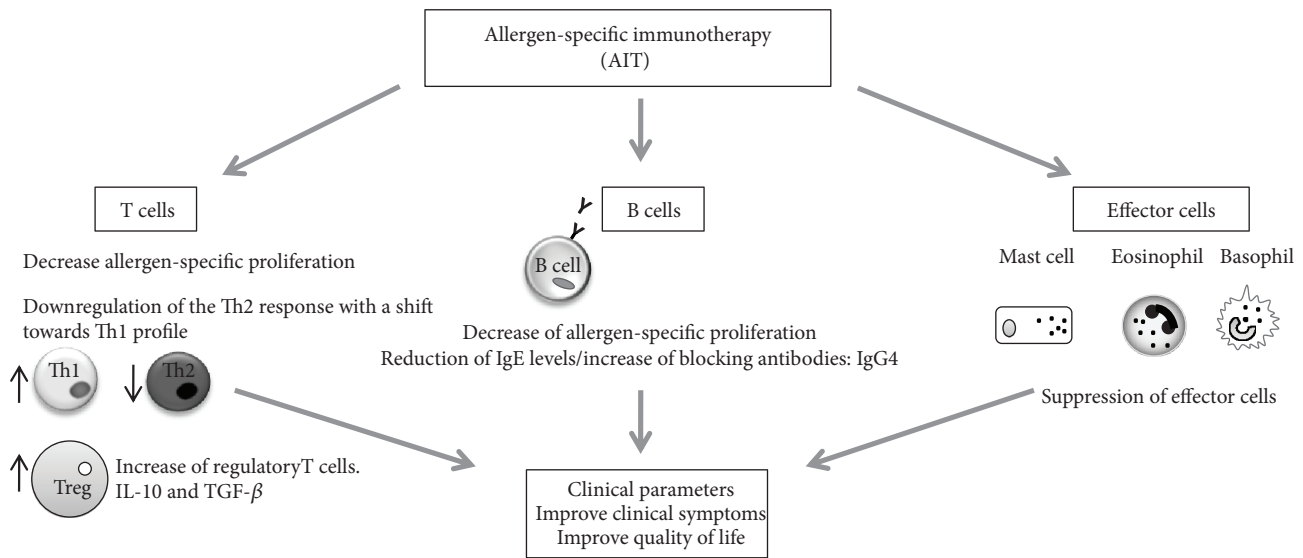 Allergen-specific immunotherapy
(AIT)
T cells
Decrease allergen-specific proliferation
Downregulation of the Th2 response with a shift
towards Th1 profile
Th1
Th2
Treg
Increase of regulatoryT cells.
IL-10 and TGF-β
B cells
B cell
Decrease of allergen-specific proliferation
Reduction of IgE levels/increase of blocking antibodies: IgG4
Effector cells
Mast cell
Eosinophil
Basophil
Suppression of effector cells
Clinical parameters
Improve clinical symptoms
Improve quality of life